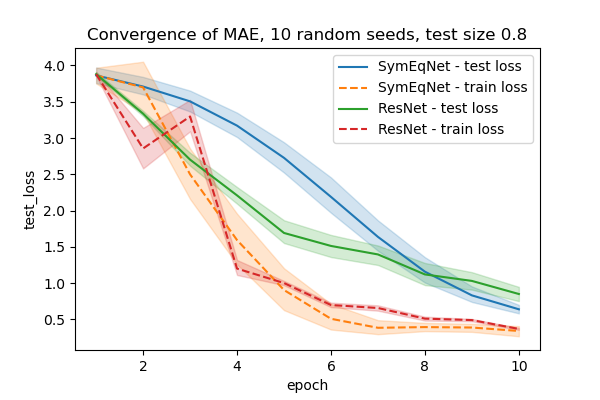 Convergence of MAE, 10 random seeds, test size 0.8
SymEqNet - test loss
SymEqNet - train loss
ResNet - test loss
ResNet - train loss
4.0
3.5
3.0
2.5
2.0
1.5
1.0
0.5
test_loss
2
4
6
8
10
epoch